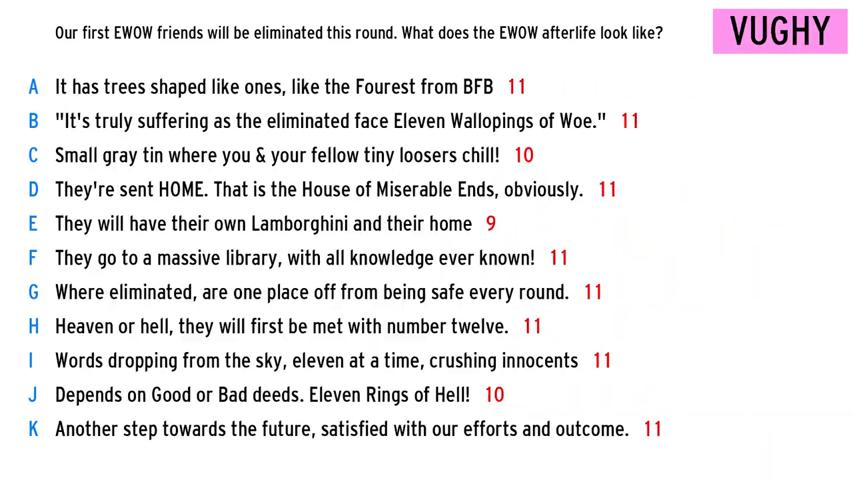 Our first EWOW friends will be eliminated this round. What does the EWOW afterlife look like?
VUGHY
A It has trees shaped like ones, like the Fourest from BFB 11
B "It's truly suffering as the eliminated face Eleven Wallopings of Woe." 11
C Small gray tin where you & your fellow tiny loosers chill! 10
D They're sent HOME. That is the House of Miserable Ends, obviously. 11
E They will have their own Lamborghini and their home 9
F They go to a massive library, with all knowledge ever known! 11
G Where eliminated, are one place off from being safe every round. 11
H Heaven or hell, they will first be met with number twelve. 11
I Words dropping from the sky, eleven at a time, crushing innocents 11
J Depends on Good or Bad deeds. Eleven Rings of Hell! 10
K Another step towards the future, satisfied with our efforts and outcome. 11